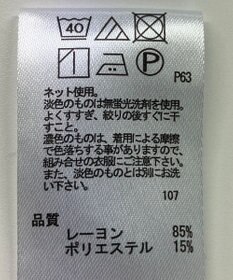 40
P
P63
ネット使用。
淡色のものは無蛍光洗剤を使用。
よくすすぎ、絞りの後すぐに干
すこと。
濃色のものは、着用による摩擦
で色落ちする事がありますので、
組み合せの衣服にご注意下さい。
また、淡色のものとは別にお洗
い下さい。
107
品質
レーヨン 85%
ポリエステル 15%